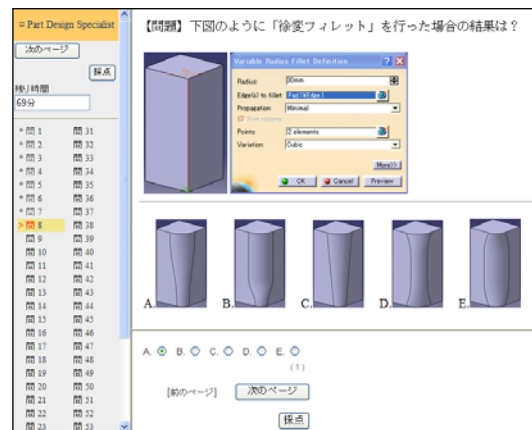 Part Design Specialist
次のページ
採点
残り時間
69分
* 問 1 問 31
* 問 2 問 32
* 問 3 問 33
* 問 4 問 34
* 問 5 問 35
* 問 6 問 36
* 問 7 問 37
> 問 8 問 38
問 9 問 39
問 10 問 40
問 11 問 41
問 12 問 42
問 13 問 43
問 14 問 44
問 15 問 45
問 16 問 46
問 17 問 47
問 18 問 48
問 19 問 49
問 20 問 50
問 21 問 51
問 22 問 52
問 23 問 53
【問題】下図のように「徐変フィレット」を行った場合の結果は?
Variable Radius Fillet Definition
Radius: 30mm
Edge(s) to fillet: Pad.1¥Edge.1
Propagation: Minimal
Trim ribbons
Points: 2 elements
Variation: Cubic
More>>
OK Cancel Preview
A. B. C. D. E.
A. B. C. D. E.
(1)
[前のページ] 次のページ
採点